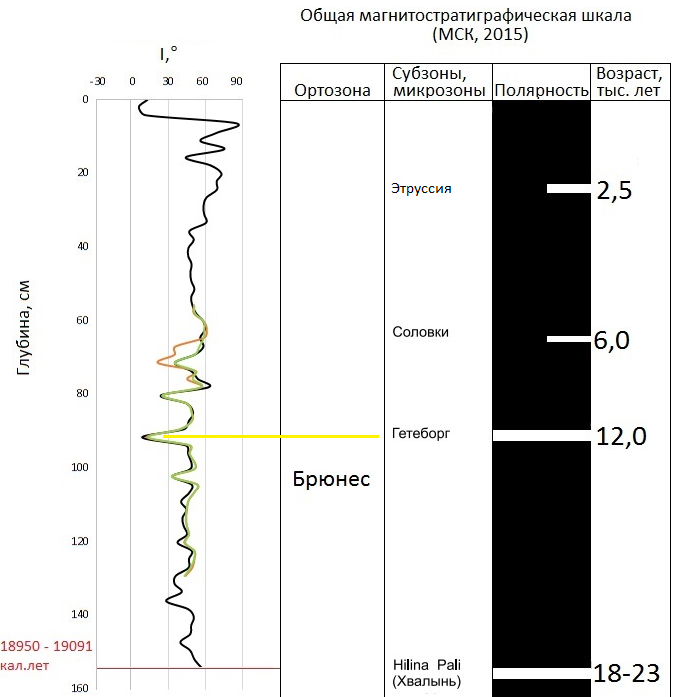 Общая магнитостратиграфическая шкала
(МСК, 2015)
I,°
-30 0 30 60 90
Ортозона
Субзоны,
микрозоны
Полярность
Возраст,
тыс. лет
0
20
40
60
80
100
120
140
160
Глубина, см
Этруссия
2,5
Соловки
6,0
Гетеборг
12,0
Брюнес
18950 - 19091
кал.лет
Hilina Pali
(Хвалынь)
18-23